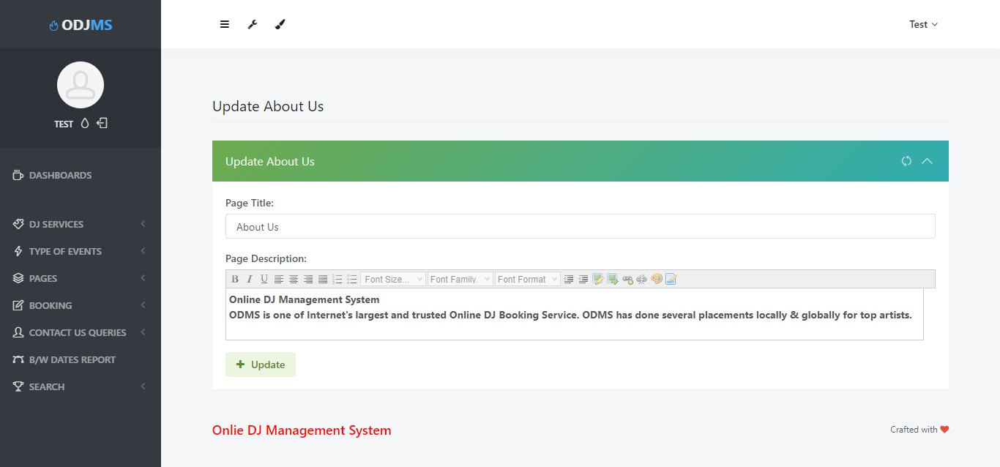 ODJMS
Test
TEST
DASHBOARDS
DJ SERVICES
TYPE OF EVENTS
PAGES
BOOKING
CONTACT US QUERIES
B/W DATES REPORT
SEARCH
Update About Us
Update About Us
Page Title:
About Us
Page Description:
B I U Font Size... Font Family. Font Format
Online DJ Management System
ODMS is one of Internet's largest and trusted Online DJ Booking Service. ODMS has done several placements locally & globally for top artists.
Update
Onlie DJ Management System
Crafted with